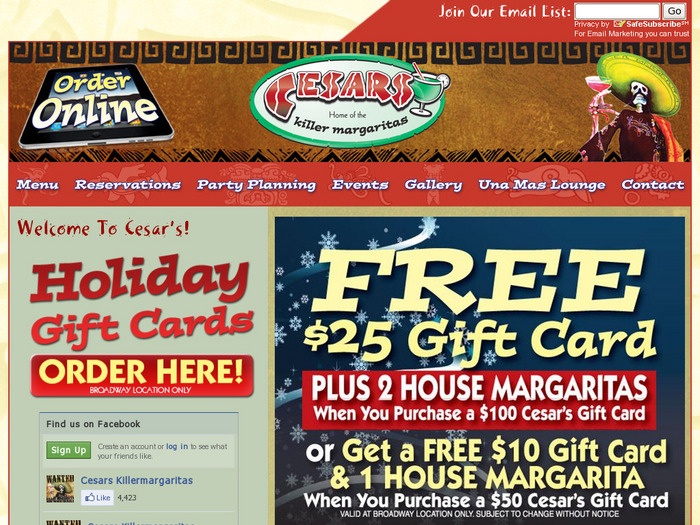 Join Our Email List:
Go
Privacy by SafeSubscribe SM
For Email Marketing you can trust
Order
Online
CESARS
Home of the
killer margaritas
Menu Reservations Party Planning Events Gallery Una Mas Lounge Contact
Welcome To Cesar's!
Holiday
Gift Cards
ORDER HERE!
BROADWAY LOCATION ONLY
Find us on Facebook
Sign Up Create an account or log in to see what
your friends like.
WANTED
Cesars Killermargaritas
Like 4,423
WANTED
FREE
$25 Gift Card
PLUS 2 HOUSE MARGARITAS
When You Purchase a $100 Cesar's Gift Card
or Get a FREE $10 Gift Card
& 1 HOUSE MARGARITA
When You Purchase a $50 Cesar's Gift Card
VALID AT BROADWAY LOCATION ONLY. SUBJECT TO CHANGE WITHOUT NOTICE